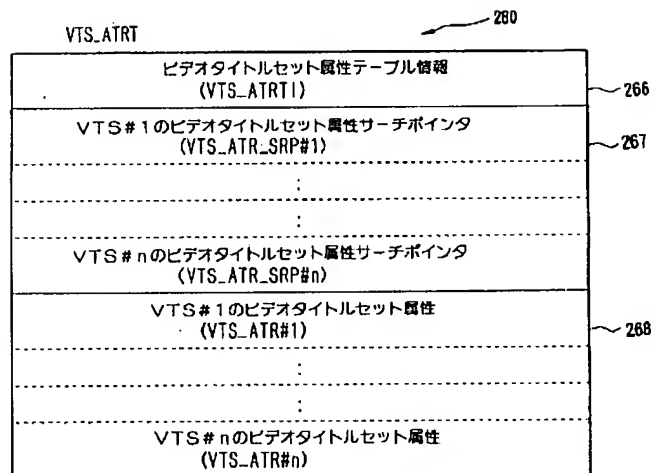 VTS_ATRT
280
ビデオタイトルセット属性テーブル情報
(VTS_ATRTI)
266
VTS#1のビデオタイトルセット属性サーチポインタ
(VTS_ATR_SRP#1)
267
:
:
VTS#nのビデオタイトルセット属性サーチポインタ
(VTS_ATR_SRP#n)
VTS#1のビデオタイトルセット属性
(VTS_ATR#1)
268
:
:
VTS#nのビデオタイトルセット属性
(VTS_ATR#n)